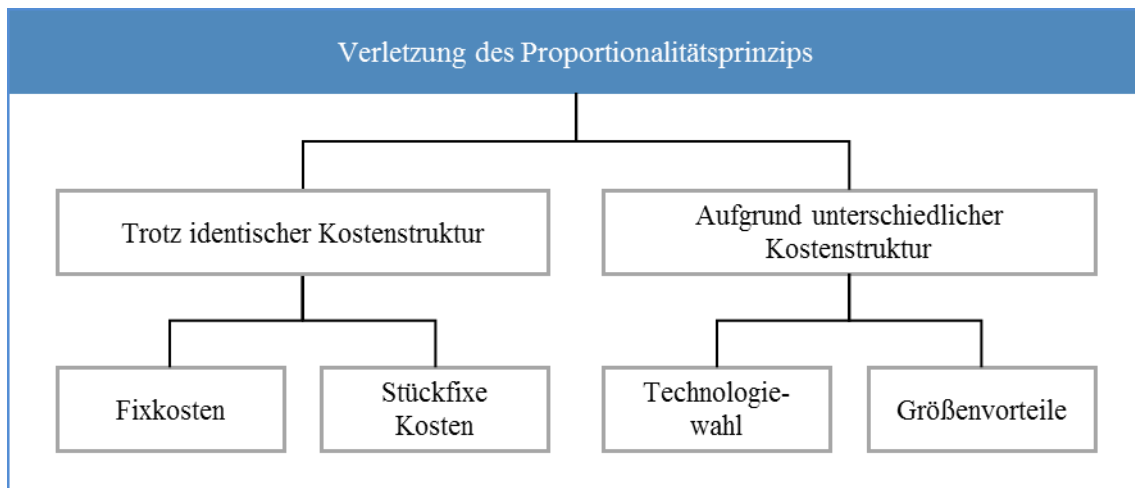 Verletzung des Proportionalitätsprinzips
Trotz identischer Kostenstruktur
Aufgrund unterschiedlicher
Kostenstruktur
Fixkosten
Stückfixe
Kosten
Technologie-
wahl
Größenvorteile